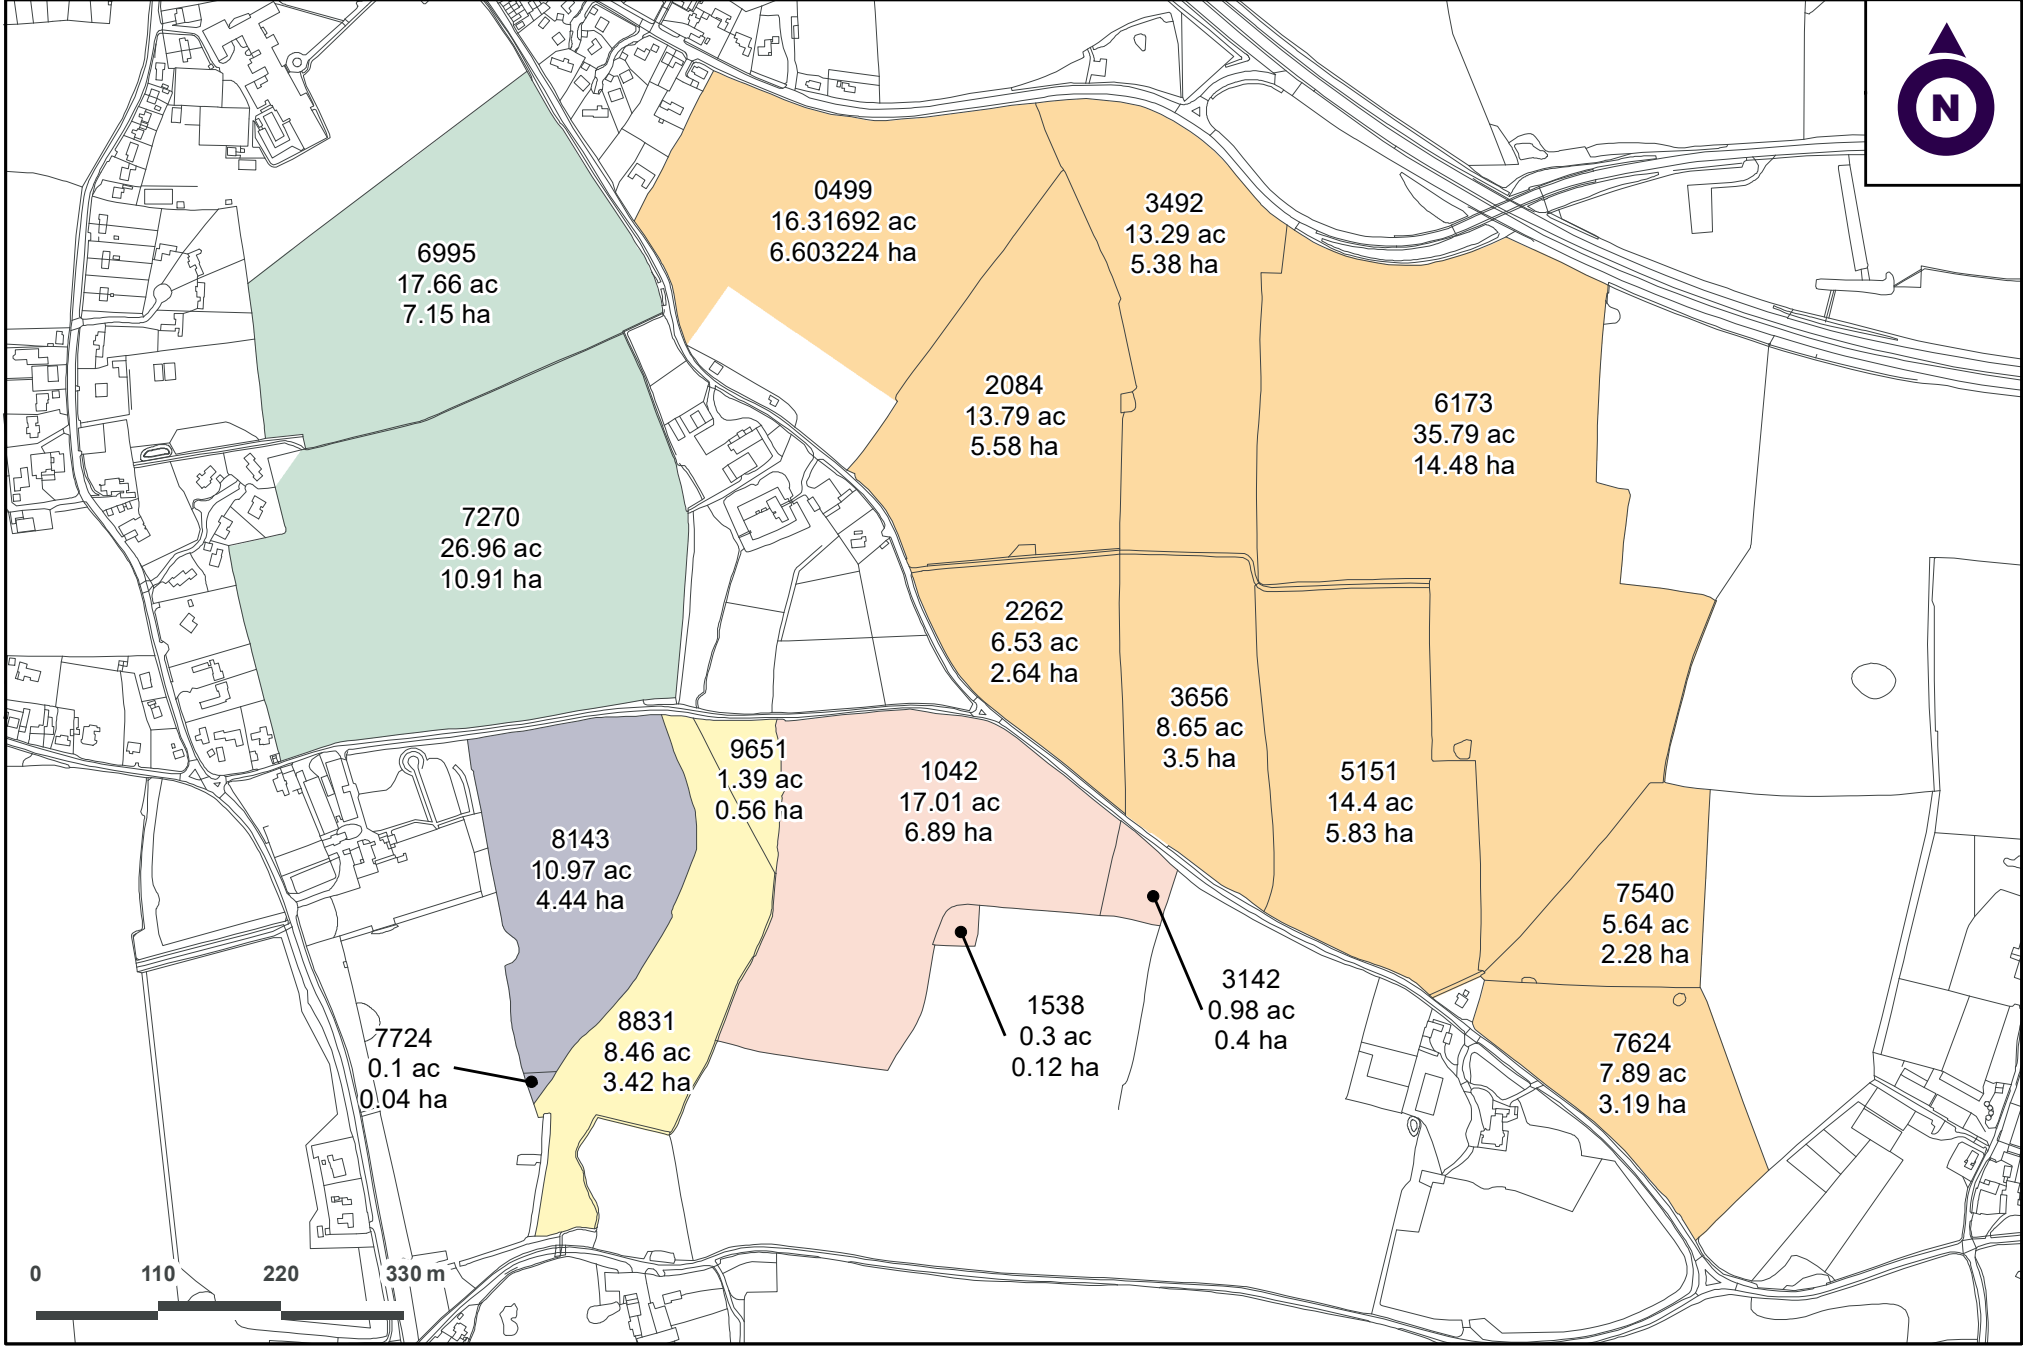 N
0499
16.31692 ac
6.603224 ha
3492
13.29 ac
5.38 ha
6995
17.66 ac
7.15 ha
2084
13.79 ac
5.58 ha
6173
35.79 ac
14.48 ha
7270
26.96 ac
10.91 ha
2262
6.53 ac
2.64 ha
3656
8.65 ac
3.5 ha
9651
1.39 ac
0.56 ha
1042
17.01 ac
6.89 ha
5151
14.4 ac
5.83 ha
8143
10.97 ac
4.44 ha
7540
5.64 ac
2.28 ha
3142
0.98 ac
0.4 ha
1538
0.3 ac
0.12 ha
8831
8.46 ac
3.42 ha
7724
0.1 ac
0.04 ha
7624
7.89 ac
3.19 ha
0 110 220 330 m